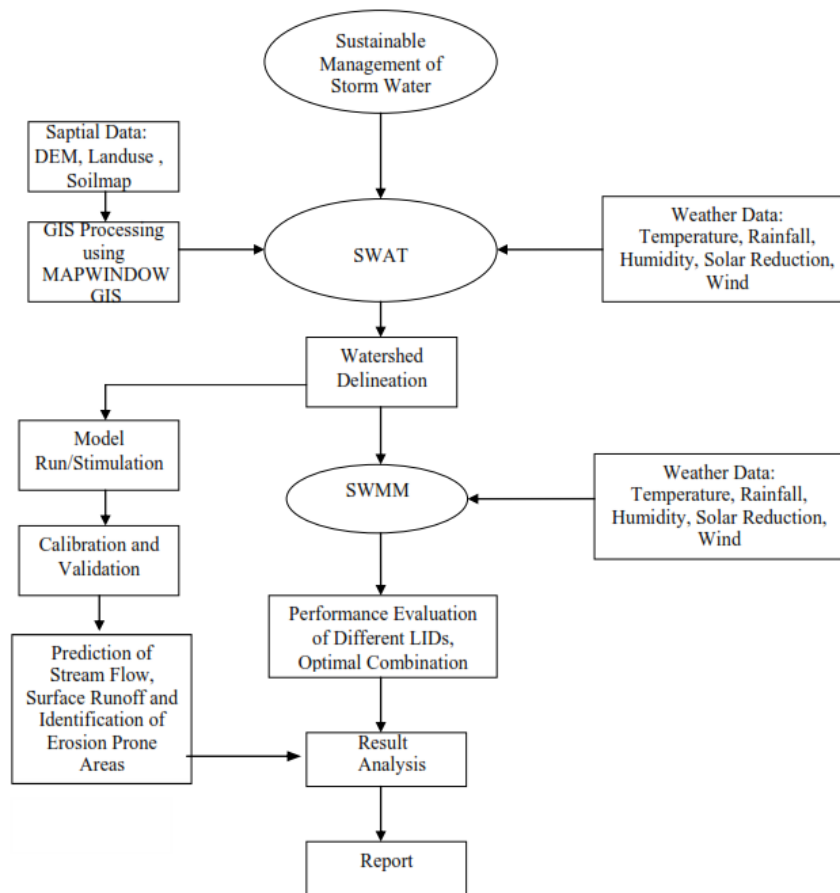 Sustainable
Management of
Storm Water
Saptial Data:
DEM, Landuse ,
Soilmap
GIS Processing
using
MAPWINDOW
GIS
SWAT
Weather Data:
Temperature, Rainfall,
Humidity, Solar Reduction,
Wind
Watershed
Delineation
Model
Run/Stimulation
SWMM
Weather Data:
Temperature, Rainfall,
Humidity, Solar Reduction,
Wind
Calibration and
Validation
Performance Evaluation
of Different LIDs,
Optimal Combination
Prediction of
Stream Flow,
Surface Runoff and
Identification of
Erosion Prone
Areas
Result
Analysis
Report